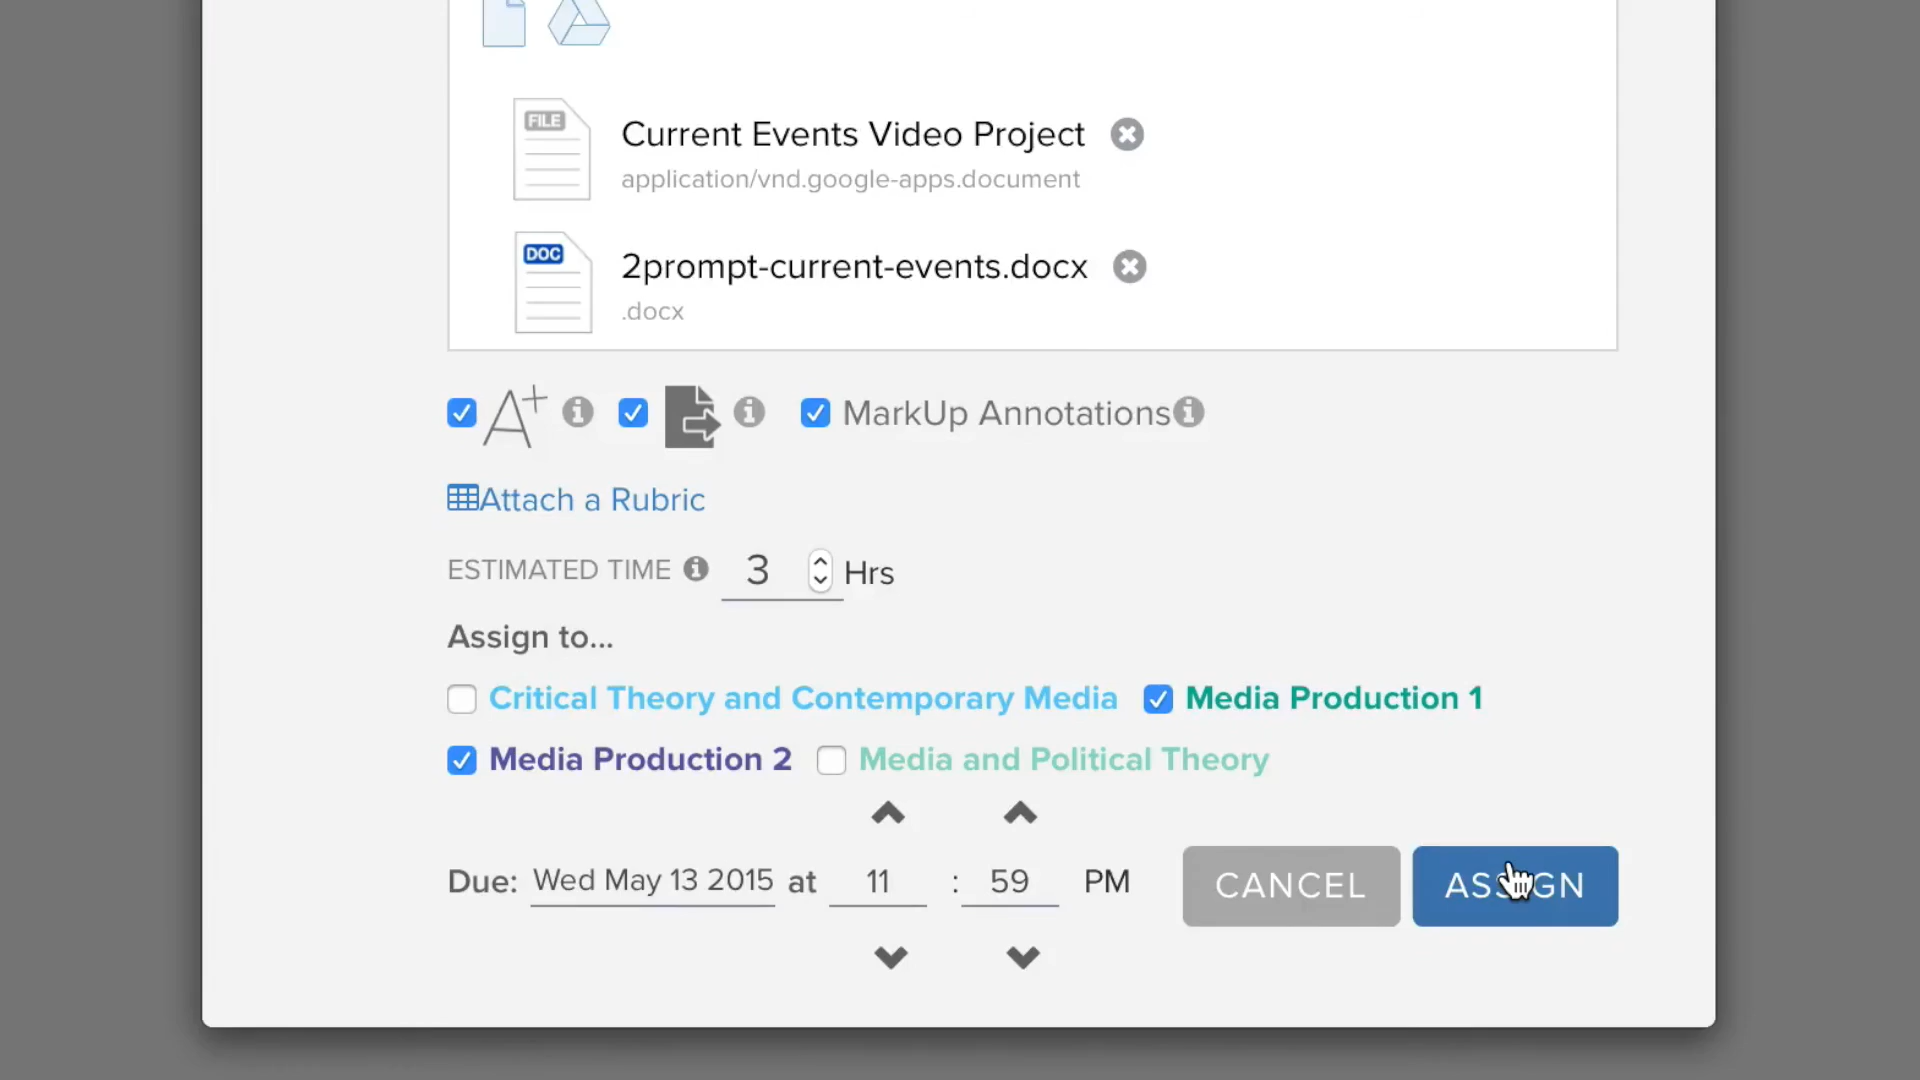 FILE
Current Events Video Project
application/vnd.google-apps.document
DOC
2prompt-current-events.docx
.docx
A+
MarkUp Annotations
Attach a Rubric
ESTIMATED TIME 3 Hrs
Assign to...
Critical Theory and Contemporary Media Media Production 1
Media Production 2 Media and Political Theory
Due: Wed May 13 2015 at 11 : 59 PM
CANCEL ASSIGN